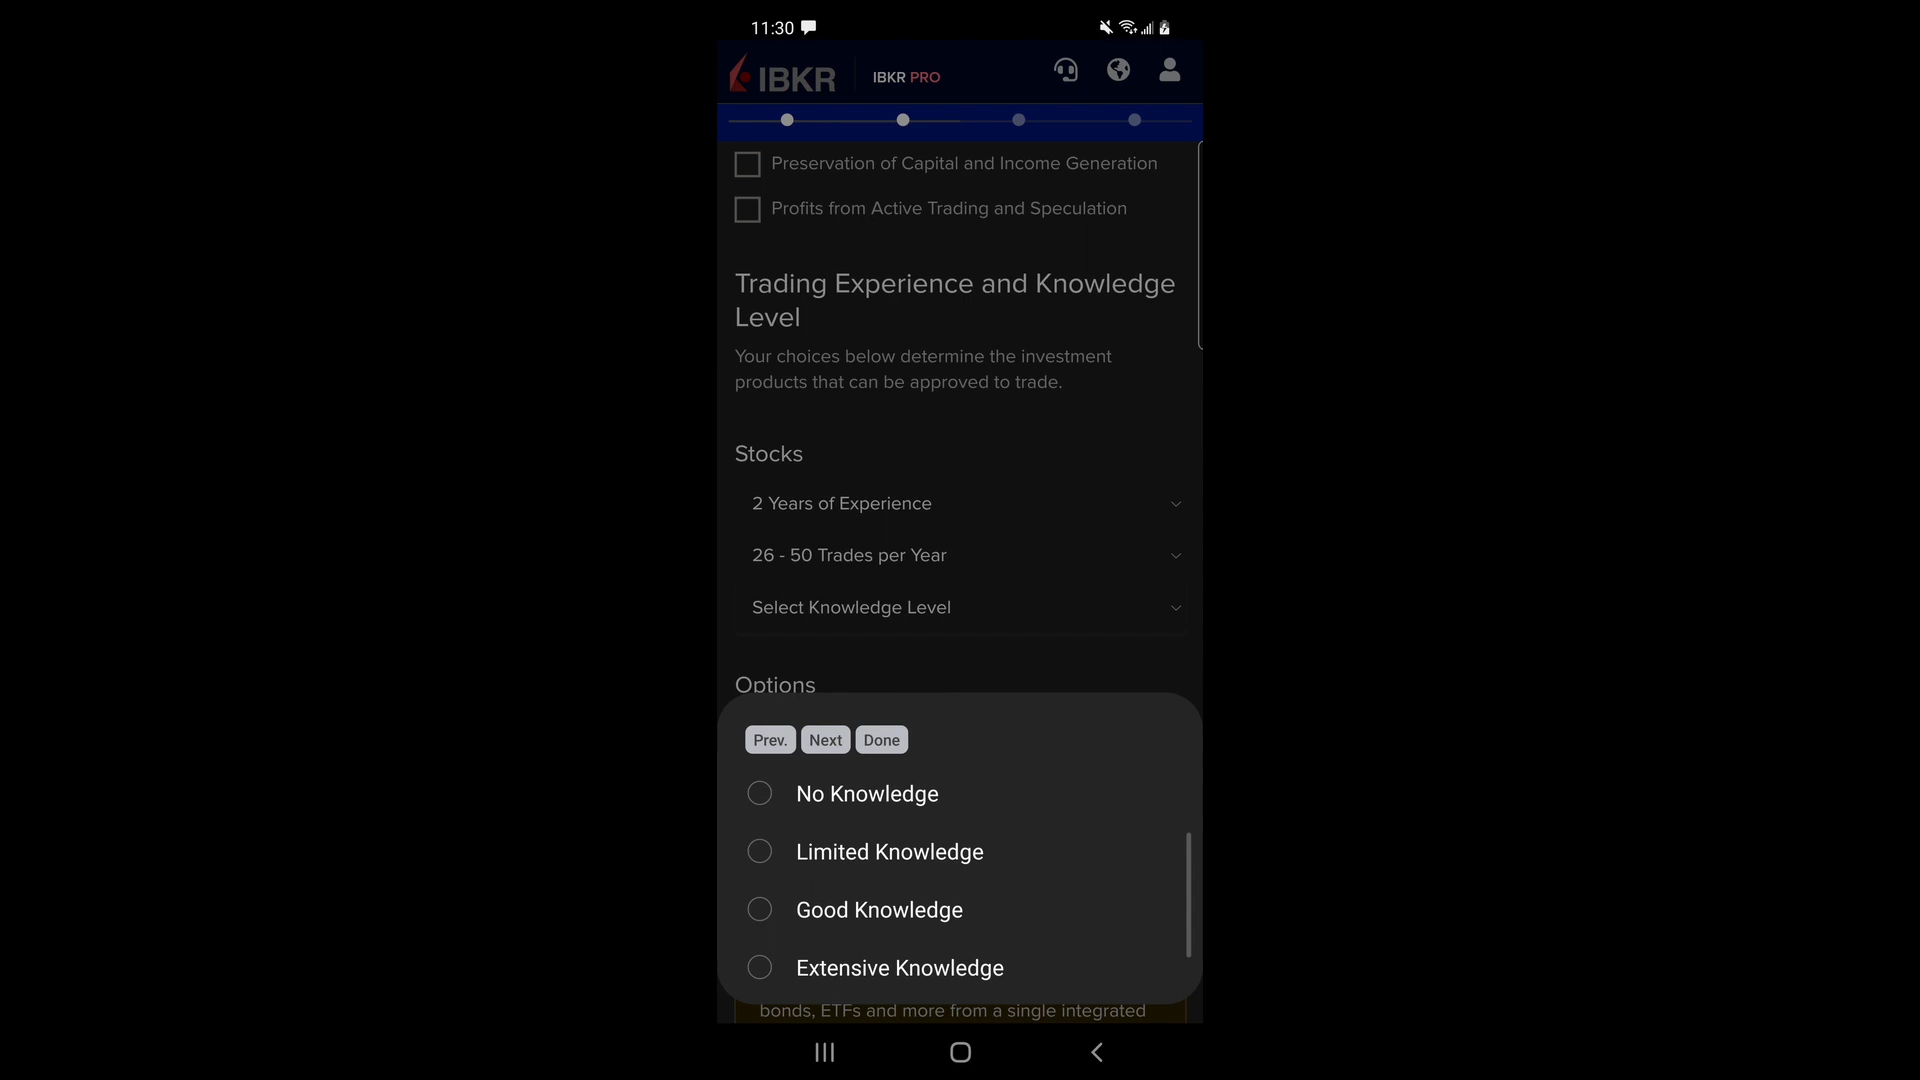 11:30
IBKR
IBKR PRO
Preservation of Capital and Income Generation
Profits from Active Trading and Speculation
Trading Experience and Knowledge
Level
Your choices below determine the investment
products that can be approved to trade.
Stocks
2 Years of Experience
26 - 50 Trades per Year
Select Knowledge Level
Options
Prev.
Next
Done
No Knowledge
Limited Knowledge
Good Knowledge
Extensive Knowledge
bonds, ETFs and more from a single integrated